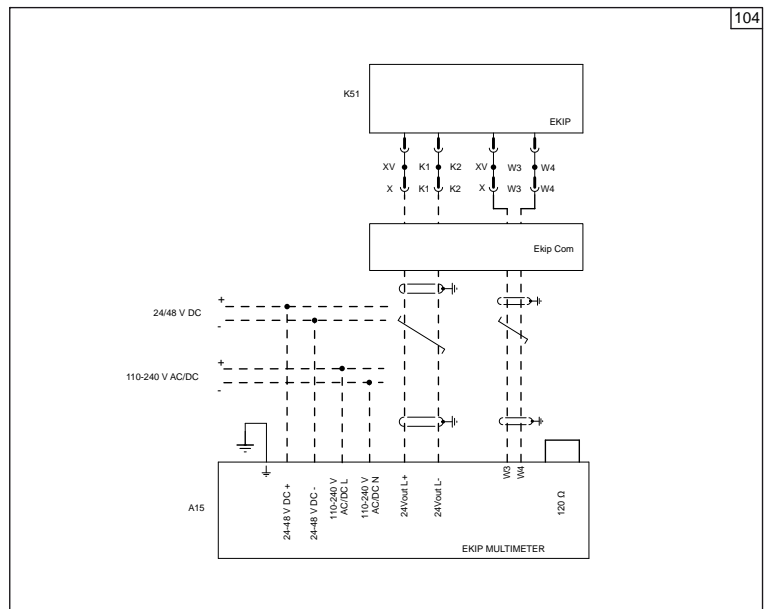 104
K51
EKIP
XV K1 K2 XV W3 W4
X K1 K2 X W3 W4
Ekip Com
+
24/48 V DC
-
+
110-240 V AC/DC
-
A15
24-48 V DC +
24-48 V DC -
110-240 V
AC/DC L
110-240 V
AC/DC N
24Vout L+
24Vout L-
W3
W4
120 Ω
EKIP MULTIMETER